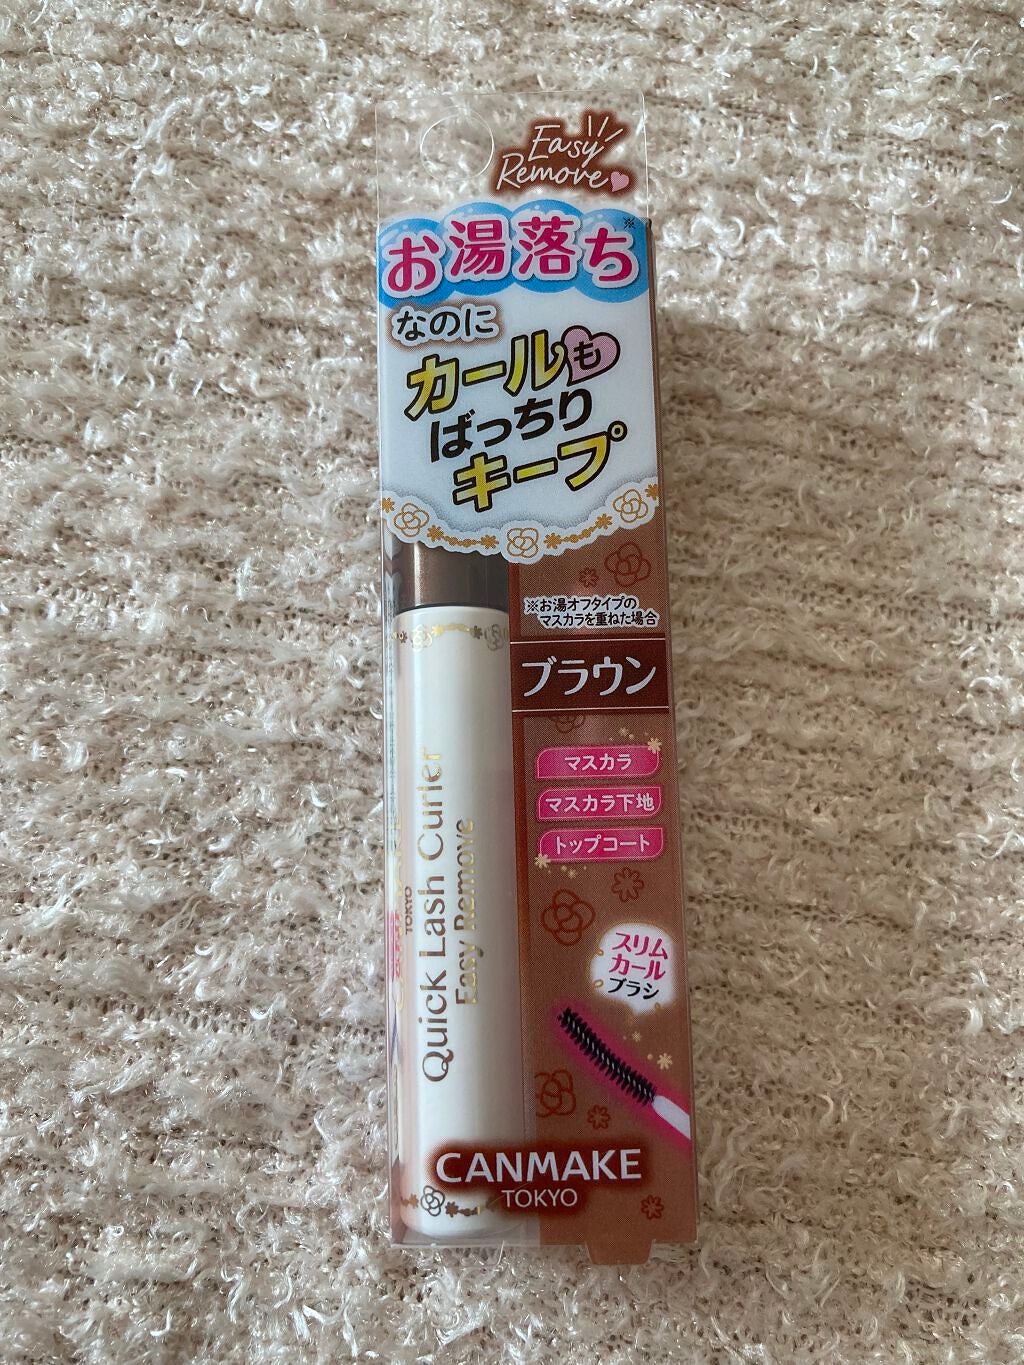 Easy
Remove
お湯落ち※
なのに
カールも
ばっちり
キープ
※お湯オフタイプの
マスカラを重ねた場合
ブラウン
マスカラ
マスカラ下地
トップコート
スリム
カール
ブラシ
TOKYO
Quick Lash Curler
Easy Remove
CANMAKE
TOKYO